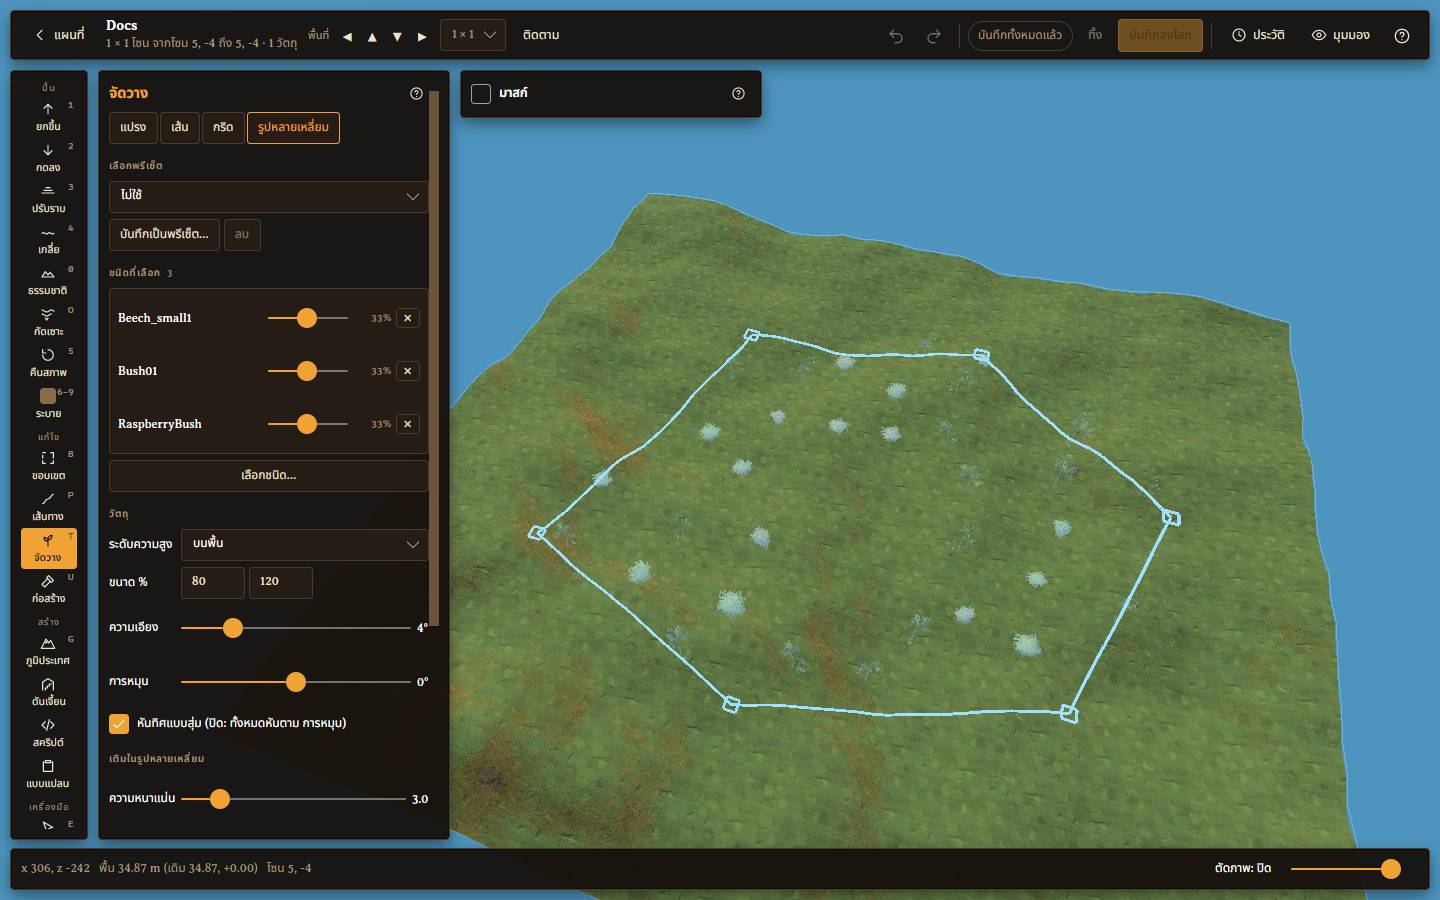 แผนที่
Docs
1 × 1 โซน จากโซน 5, -4 ถึง 5, -4 · 1 วัตถุ
พื้นที่
1 × 1
ติดตาม
บันทึกทั้งหมดแล้ว
ทิ้ง
บันทึกลงโลก
ประวัติ
มุมมอง
ปั้น
ยกขึ้น 1
กดลง 2
ปรับราบ 3
เกลี่ย 4
ธรรมชาติ 0
กัดเซาะ O
คืนสภาพ 5
ระบาย 6–9
แก้ไข
ขอบเขต B
เส้นทาง P
จัดวาง T
ก่อสร้าง U
สร้าง
ภูมิประเทศ G
ดันเจี้ยน
สคริปต์
แบบแปลน
เครื่องมือ
E
จัดวาง
แปรง
เส้น
กริด
รูปหลายเหลี่ยม
เลือกพรีเซ็ต
ไม่ใช้
บันทึกเป็นพรีเซ็ต...
ลบ
ชนิดที่เลือก 3
Beech_small1 33%
Bush01 33%
RaspberryBush 33%
เลือกชนิด...
วัตถุ
ระดับความสูง บนพื้น
ขนาด % 80 120
ความเอียง 4°
การหมุน 0°
หันทิศแบบสุ่ม (ปิด: ทั้งหมดหันตาม การหมุน)
เติมในรูปหลายเหลี่ยม
ความหนาแน่น 3.0
มาสก์
x 306, z -242 พื้น 34.87 m (เดิม 34.87, +0.00) โซน 5, -4
ตัดภาพ: ปิด